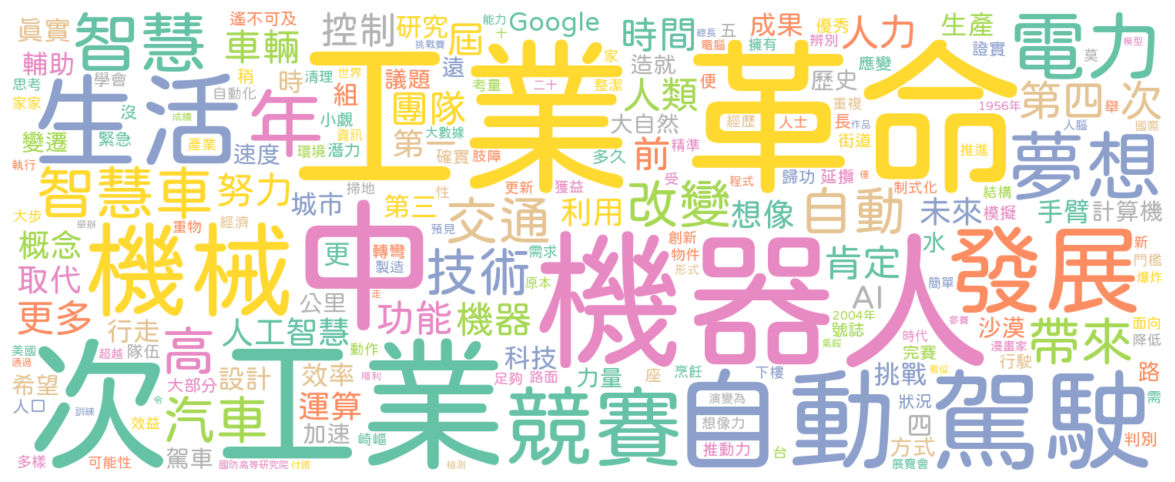 眞實
智慧
遙不可及
車輛
控制
研究
能力
十
Google
總長
五
成果
優秀
人力
生產
電力
模型
輔助
學會
時
清理
世界
挑戰賽
屆
家
時間
電腦
擁有
辨別
證實
莫
思考
稍
自動化
議題
遠
考量
二十
整潔
造就
便
歷史
應變
家家
沒
成績
年
組
團隊
工業革命
人類
重複
1956年
第四次
舉
生活
小覷
資訊
大數據
大自然
經歷
人士
長
作品
人腦
國際
變遷
緊急
產業
速度
環境
潛力
第一
確實
肢障
多久
前
精準
街道
推進
夢想
執行
智慧車
努力
掃地
性
更新
獲益
受
程式
歸功
延攬
僅
制式化
結構
大步
舉辦
重物
經濟
城市
第三
預見
交通
利用
改變
想像
自動
未來
模擬
手臂
計算機
概念
機械
中
更
轉彎
製造
技術
需求
原本
創新
物件
形式
肯定
水
簡單
發展
新
門檻
爆炸
取代
公里
走
機器人
AI
更多
行走
人工智慧
功能
機器
2004年
號誌
氣餒
時代
參賽
沙漠
帶來
面向
降低
美國
通過
超越
隊伍
高
動作
科技
漫畫家
完賽
行駛
希望
次
大部分
設計
效率
工業
福利
足夠
路面
力量
座
烹飪
下樓
挑戰
看似
路
人口
訓練
令
汽車
運算
競賽
演變為
自動駕駛
狀況
需
效益
加速
崎嶇
想像力
四
判別
多樣
可能性
駕車
國防高等研究院
付諸
檢測
推動力
台
方式
展覽會